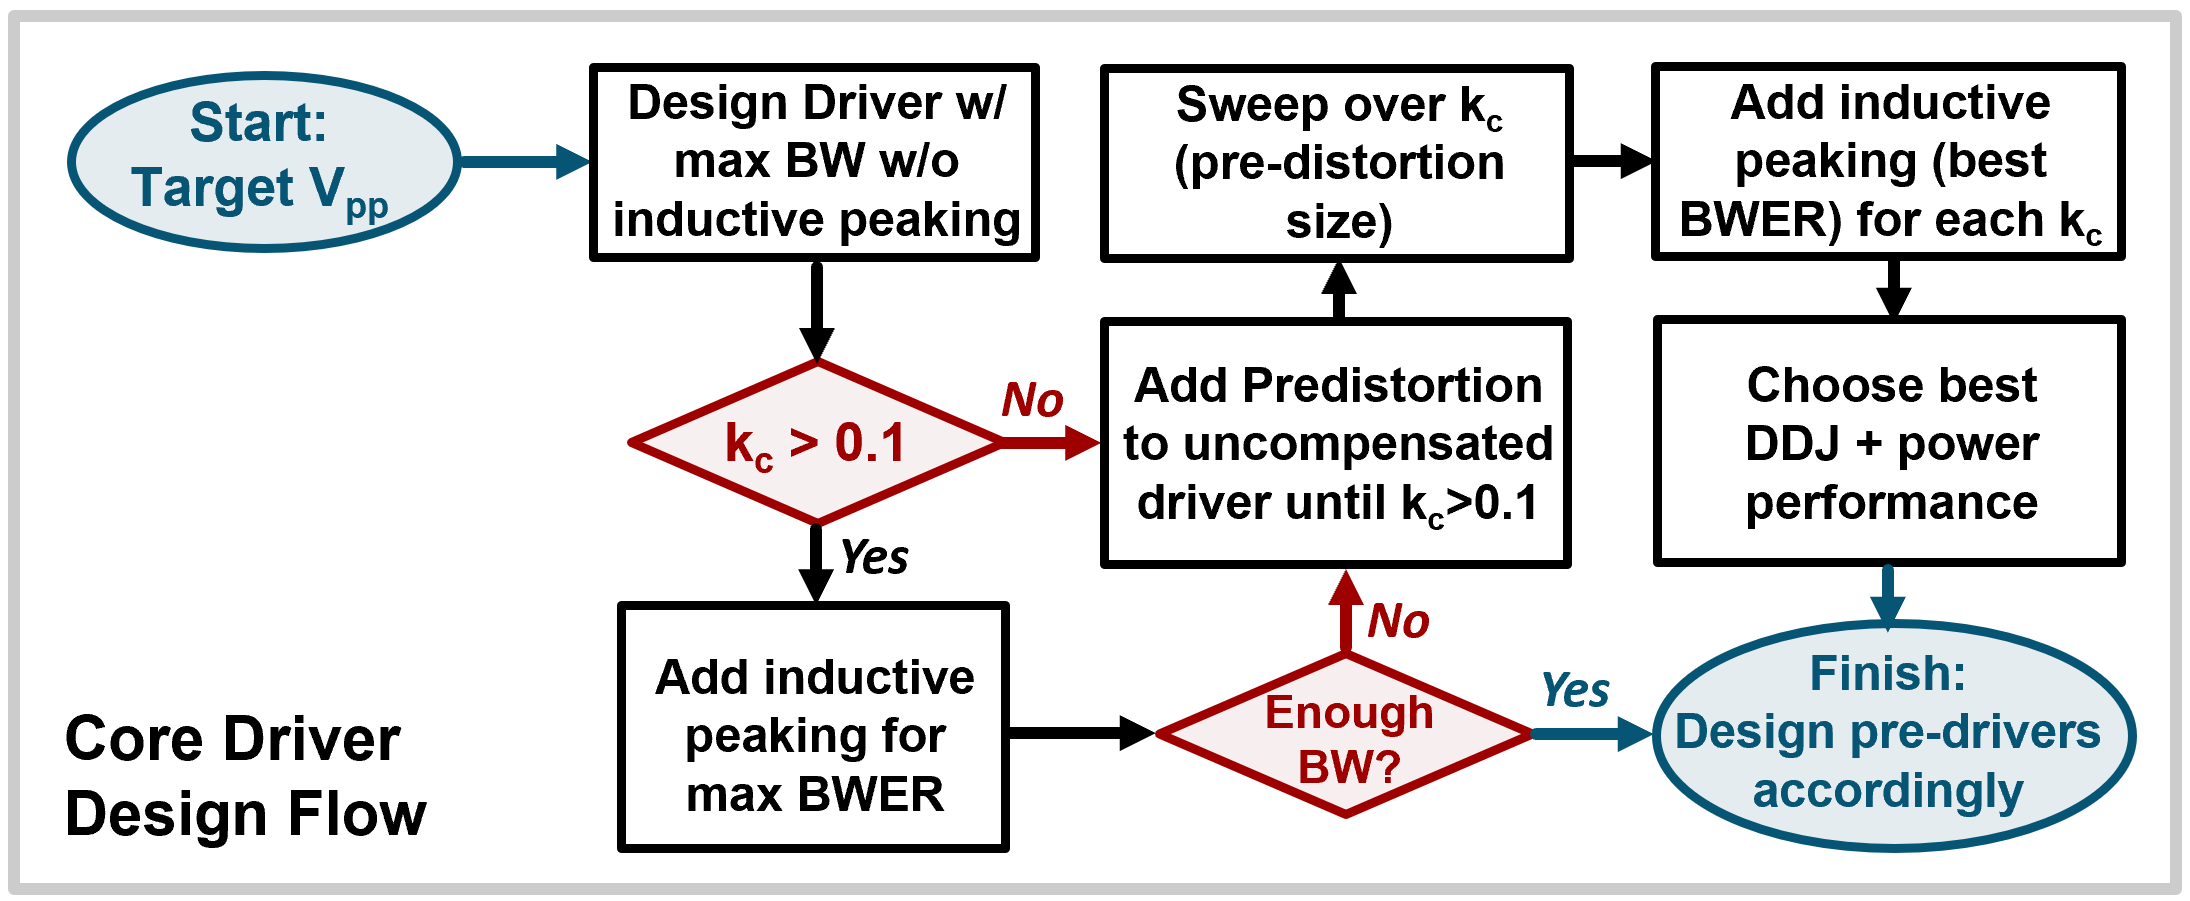 Start:
Target Vpp
Design Driver w/
max BW w/o
inductive peaking
kc > 0.1
No
Yes
Add inductive
peaking for
max BWER
Enough
BW?
No
Yes
Add Predistortion
to uncompensated
driver until kc>0.1
Sweep over kc
(pre-distortion
size)
Add inductive
peaking (best
BWER) for each kc
Choose best
DDJ + power
performance
Finish:
Design pre-drivers
accordingly
Core Driver
Design Flow